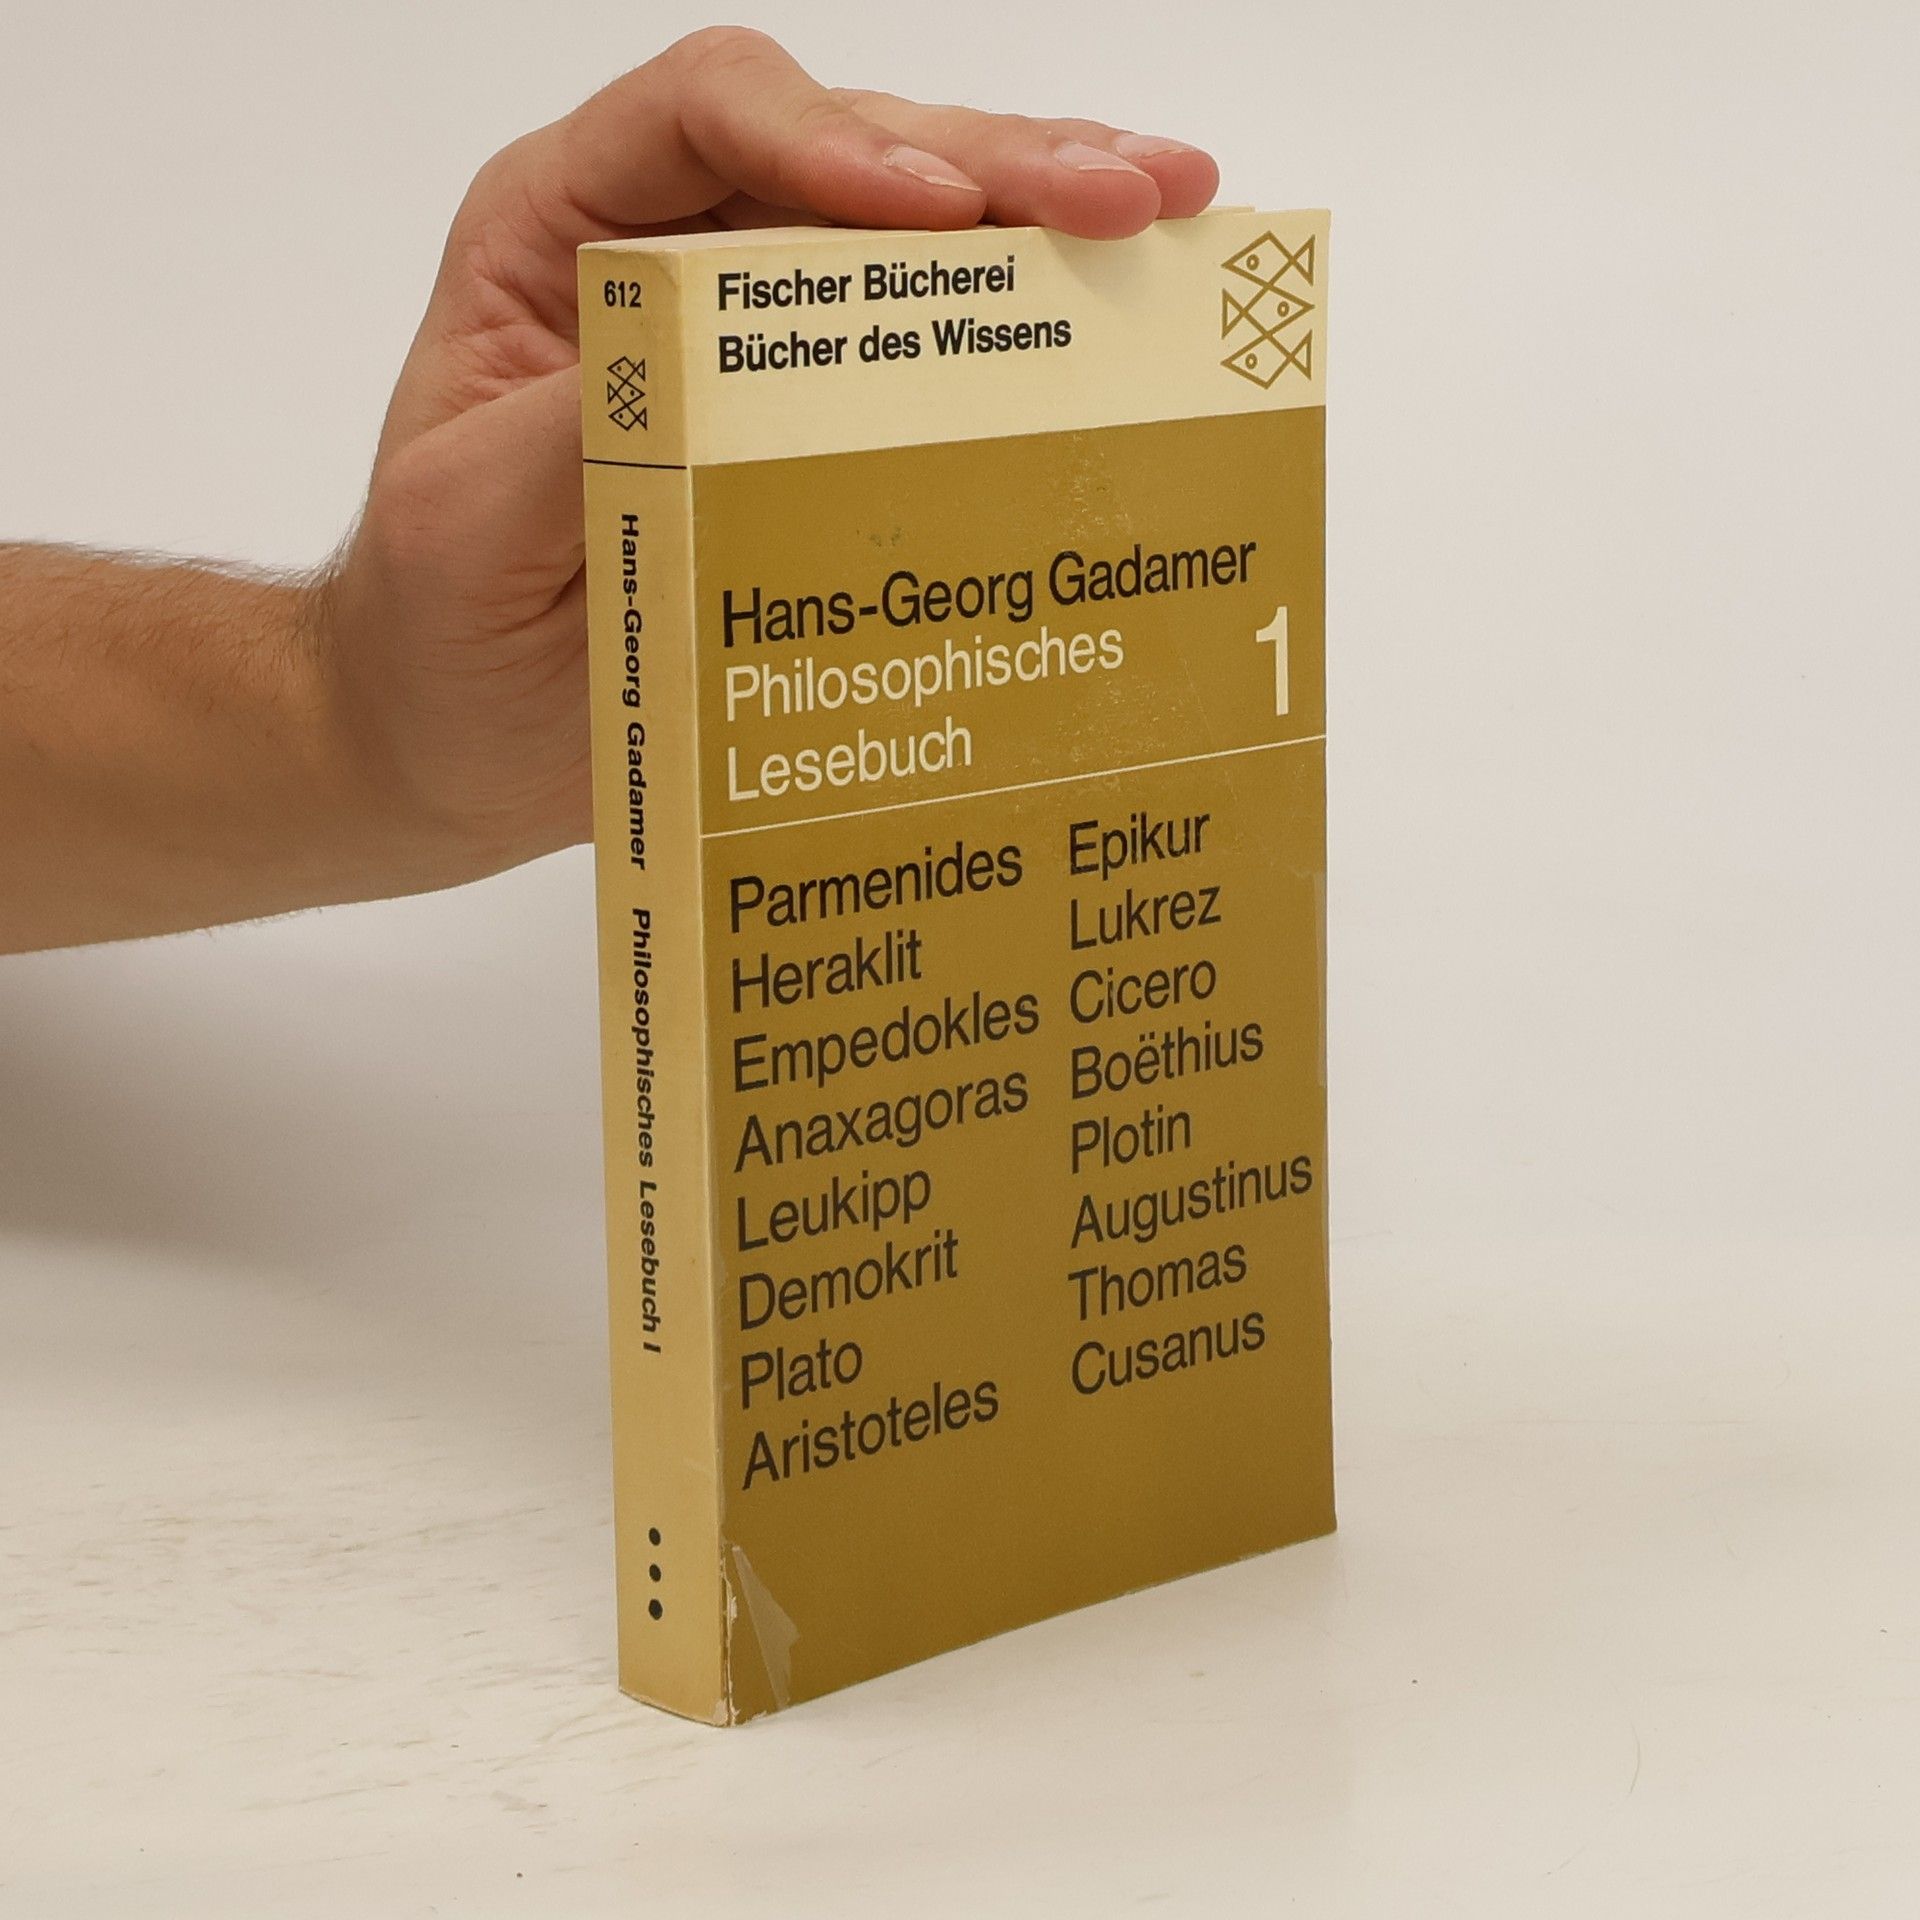 612
Hans-Georg Gadamer Philosophisches Lesebuch I
Fischer Bücherei
Bücher des Wissens
Hans-Georg Gadamer
Philosophisches
Lesebuch
1
Parmenides
Heraklit
Empedokles
Anaxagoras
Leukipp
Demokrit
Plato
Aristoteles
Epikur
Lukrez
Cicero
Boëthius
Plotin
Augustinus
Thomas
Cusanus